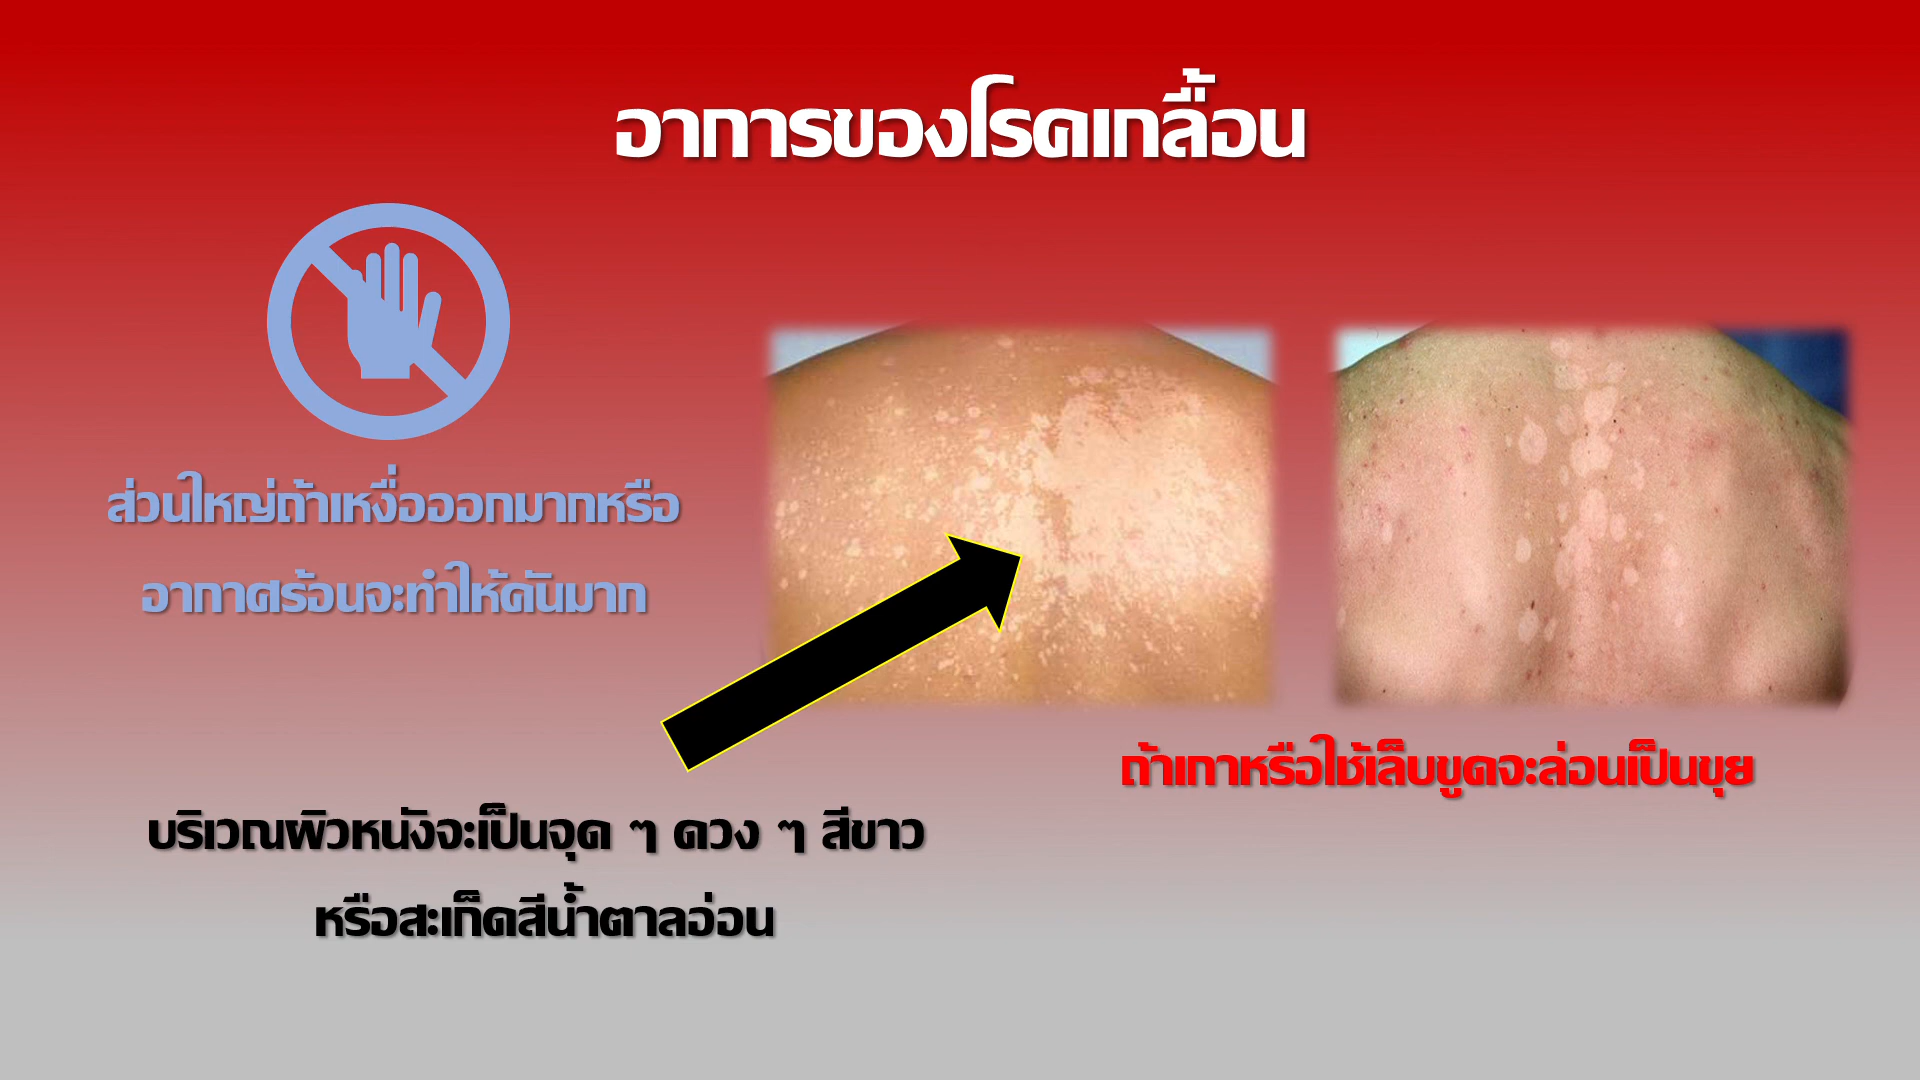 อาการของโรคเกลื้อน
ส่วนใหญ่ถ้าเหงื่อออกมากหรือ
อากาศร้อนจะทำให้คันมาก
ถ้าเกาหรือใช้เล็บขูดจะล่อนเป็นขุย
บริเวณผิวหนังจะเป็นจุด ๆ ดวง ๆ สีขาว
หรือสะเก็ดสีน้ำตาลอ่อน